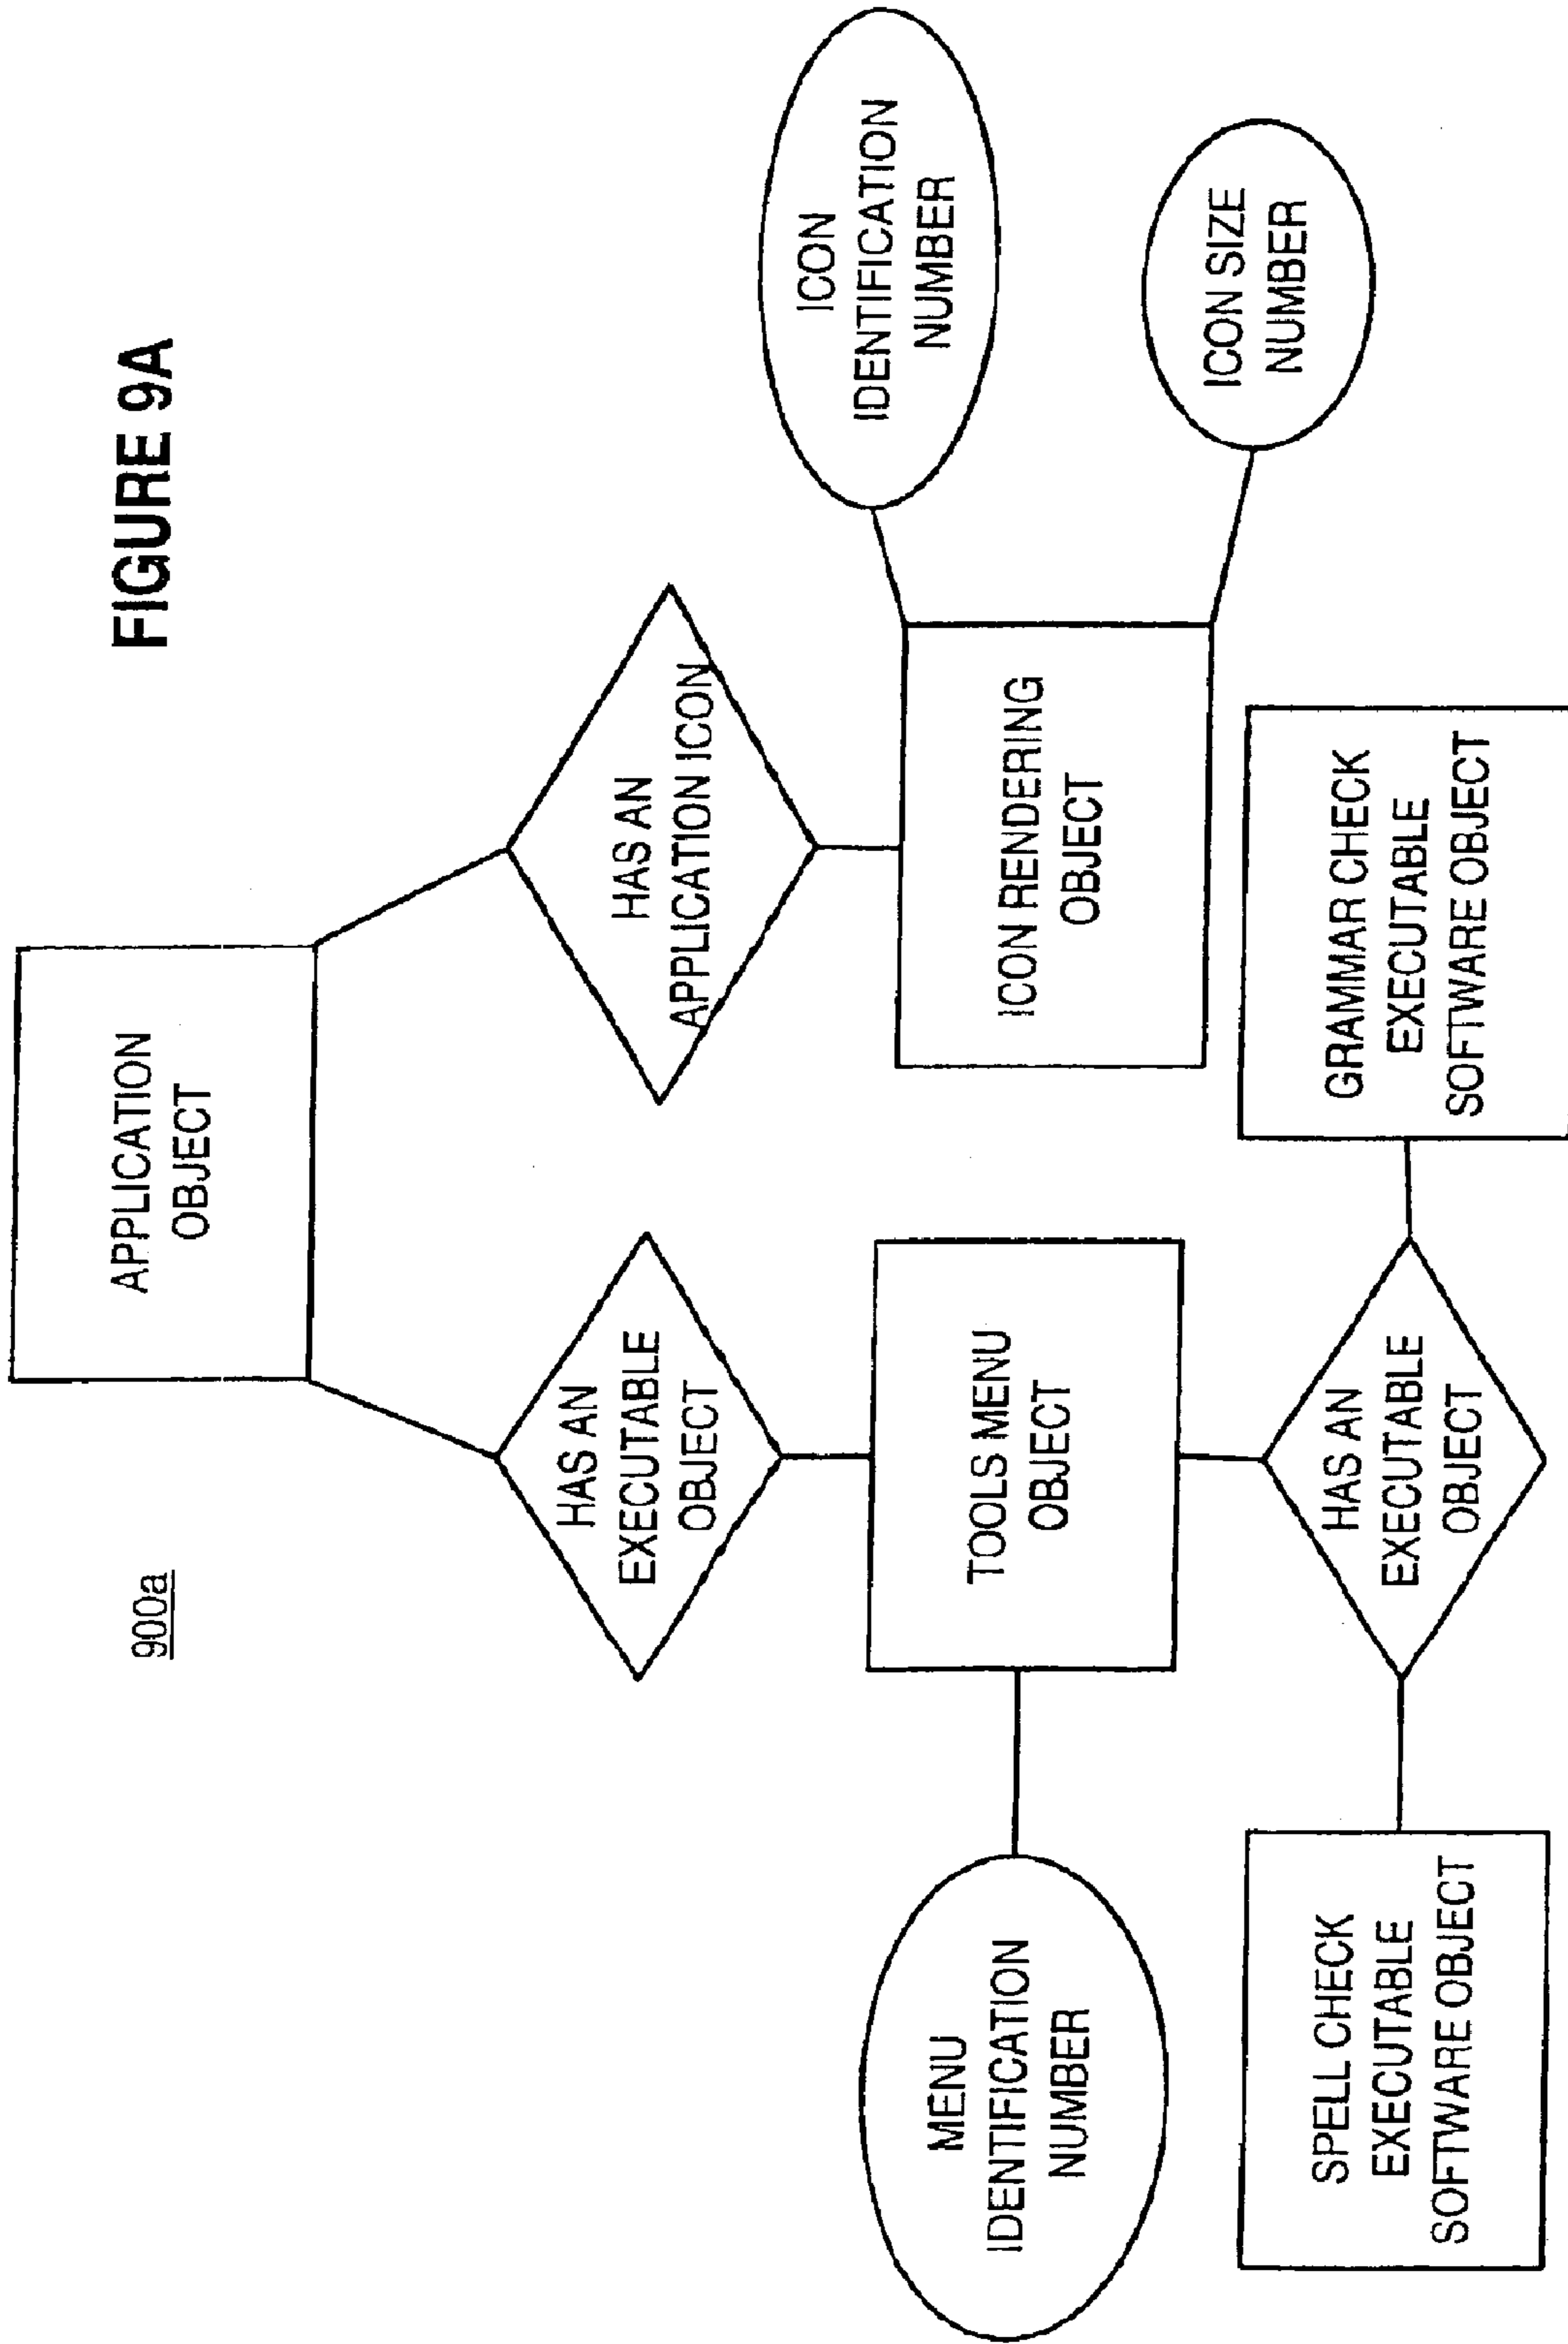 FIGURE 9A
900a
APPLICATION
OBJECT
HAS AN
EXECUTABLE
OBJECT
HAS AN
APPLICATION ICON
TOOLS MENU
OBJECT
ICON RENDERING
OBJECT
MENU
IDENTIFICATION
NUMBER
ICON
IDENTIFICATION
NUMBER
ICON SIZE
NUMBER
SPELL CHECK
EXECUTABLE
SOFTWARE OBJECT
HAS AN
EXECUTABLE
OBJECT
GRAMMAR CHECK
EXECUTABLE
SOFTWARE OBJECT